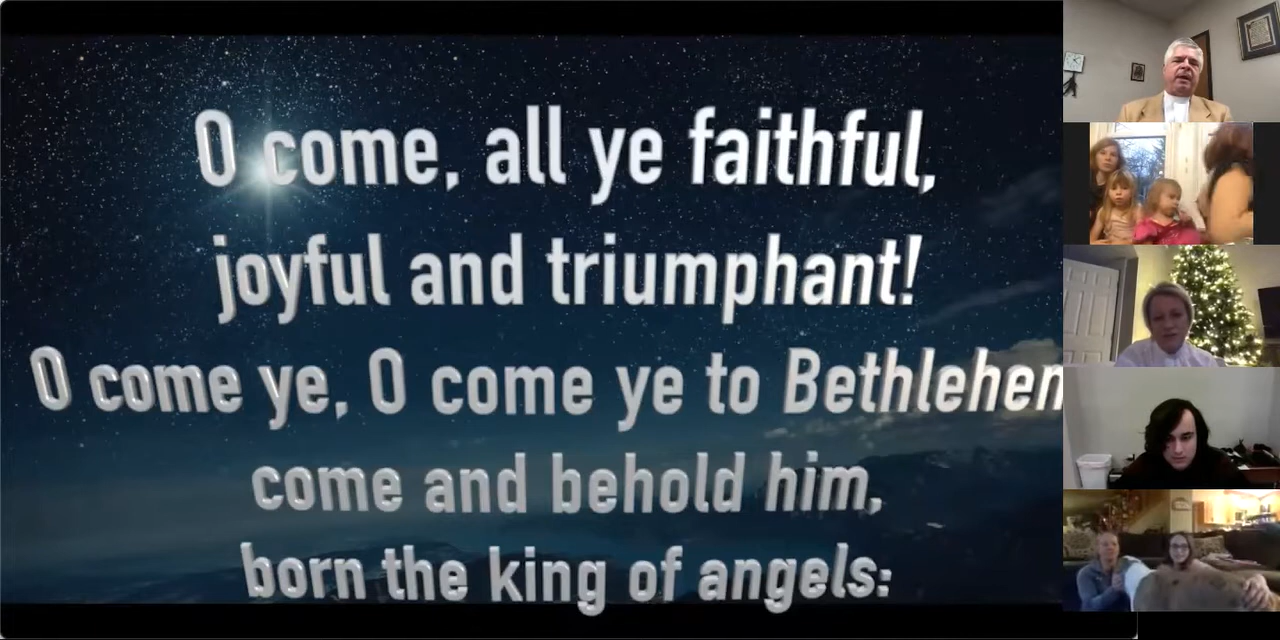 O come, all ye faithful,
joyful and triumphant!
O come ye, O come ye to Bethlehem
come and behold him,
born the king of angels: